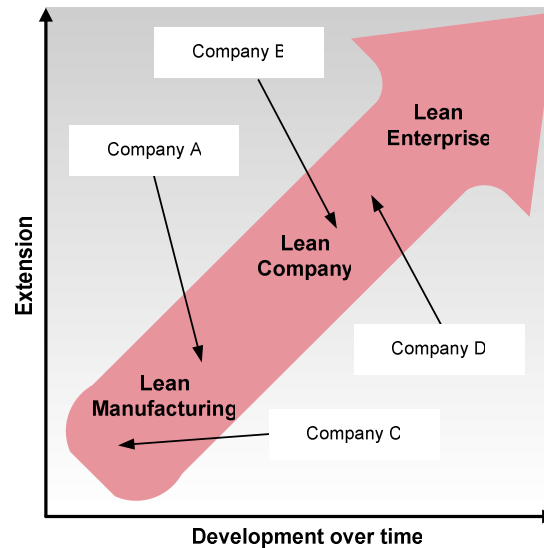 Company B
Lean
Enterprise
Company A
Lean
Company
Company D
Lean
Manufacturing
Company C
Extension
Development over time